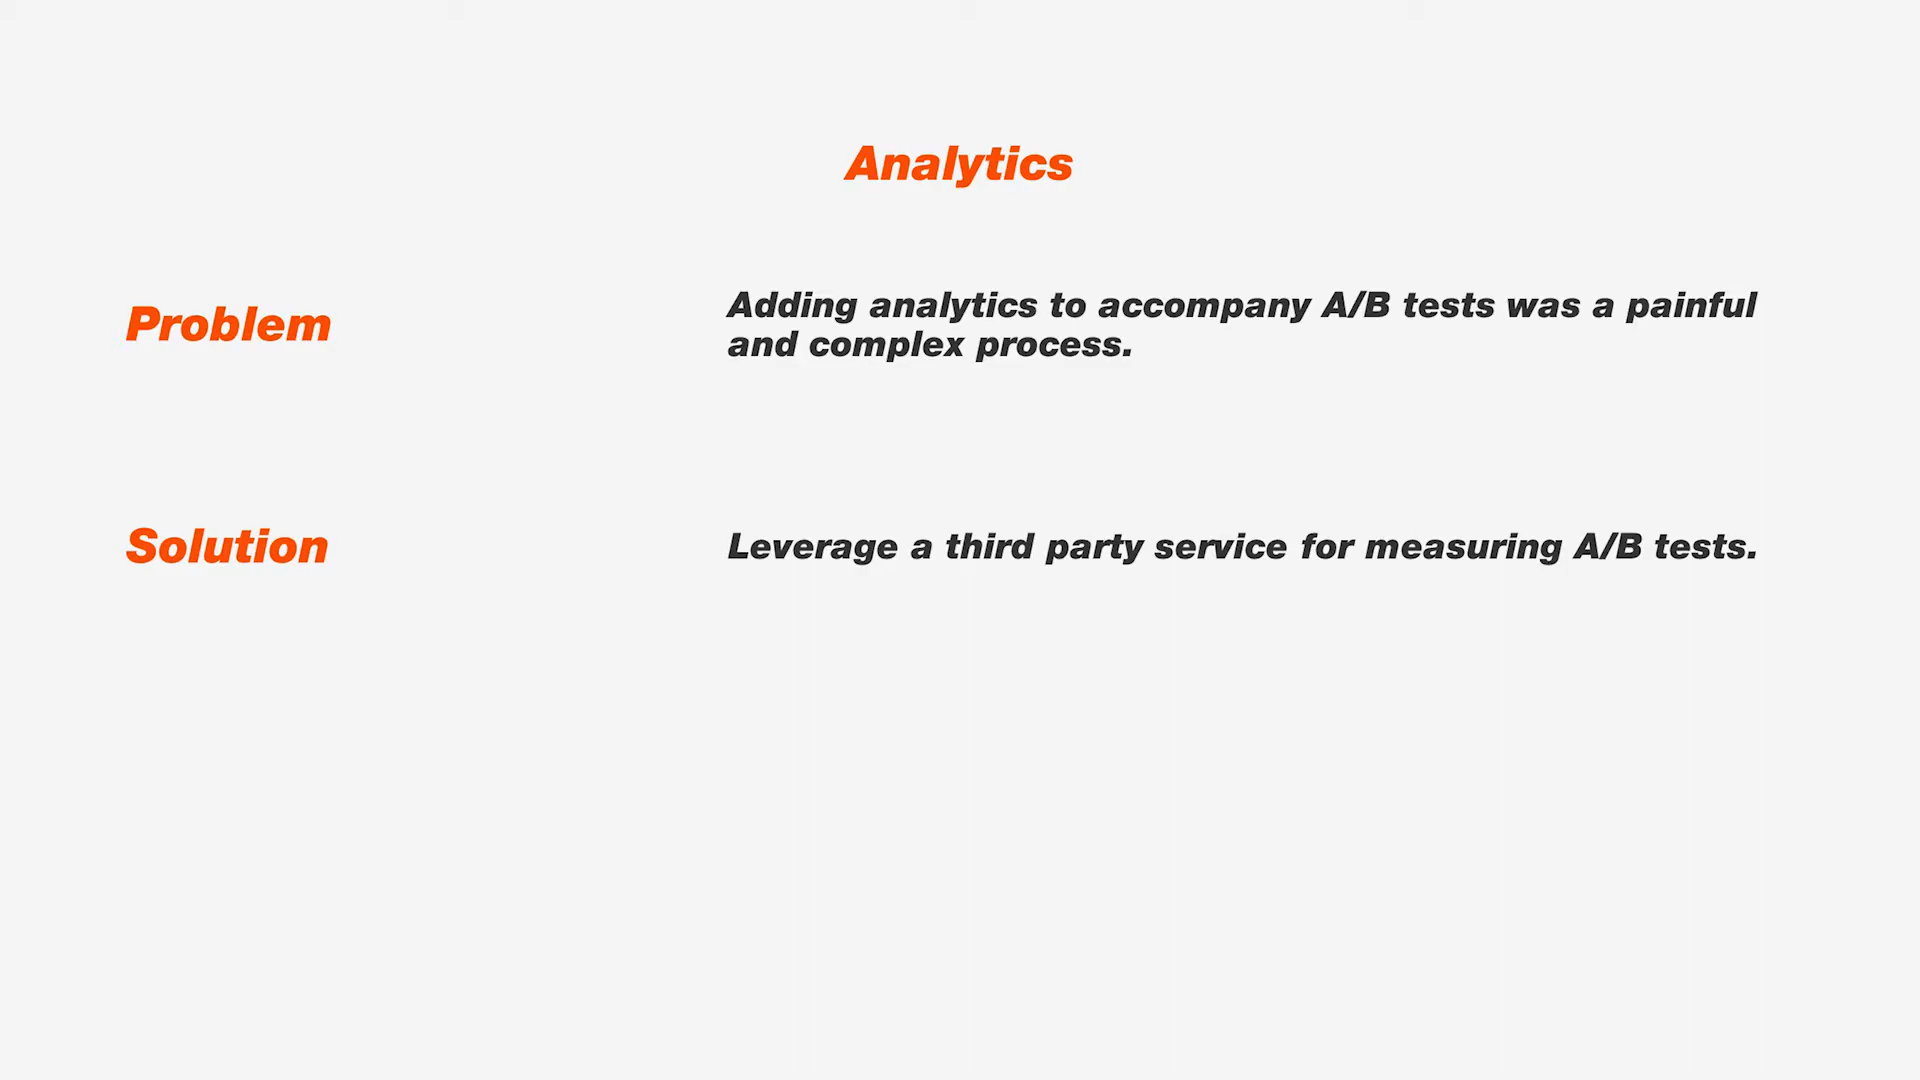 Analytics
Problem
Adding analytics to accompany A/B tests was a painful
and complex process.
Solution
Leverage a third party service for measuring A/B tests.